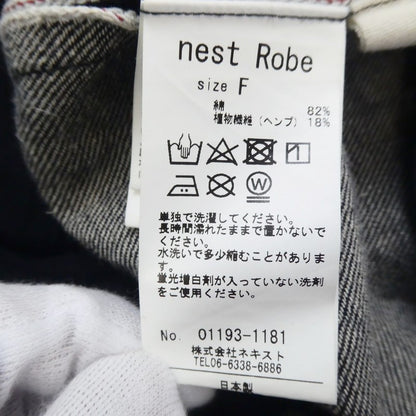 nest Robe
size F
綿 82%
植物繊維 (ヘンプ) 18%
W
単独で洗濯してください。
長時間濡れたままで置かないで
ください。
水洗いで多少縮むことがありま
す。
蛍光増白剤が入っていない洗剤
をご使用ください。
No. 01193-1181
株式会社ネキスト
TEL06-6338-6886
日本製